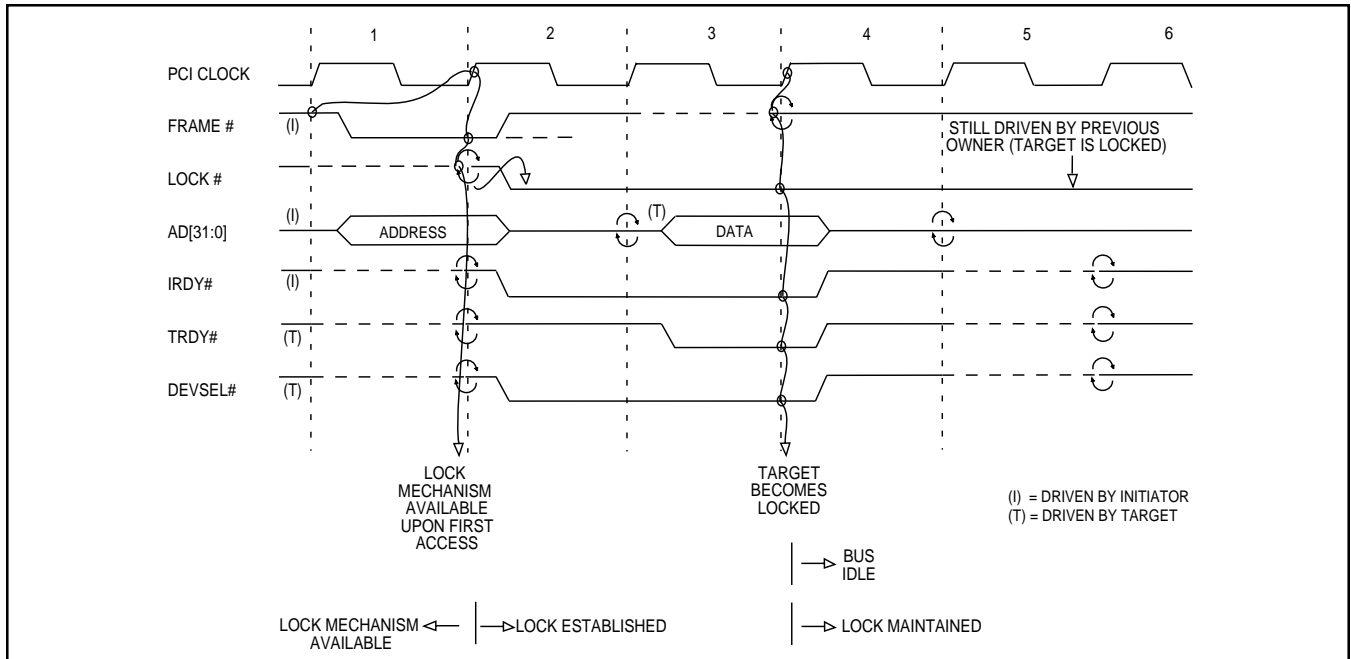 1 2 3 4 5 6
PCI CLOCK
FRAME # (I)
STILL DRIVEN BY PREVIOUS
OWNER (TARGET IS LOCKED)
LOCK #
AD[31:0] (I) ADDRESS (T) DATA
IRDY# (I)
TRDY# (T)
DEVSEL# (T)
LOCK
MECHANISM
AVAILABLE
UPON FIRST
ACCESS
TARGET
BECOMES
LOCKED
(I) = DRIVEN BY INITIATOR
(T) = DRIVEN BY TARGET
BUS
IDLE
LOCK MECHANISM
AVAILABLE
LOCK ESTABLISHED
LOCK MAINTAINED